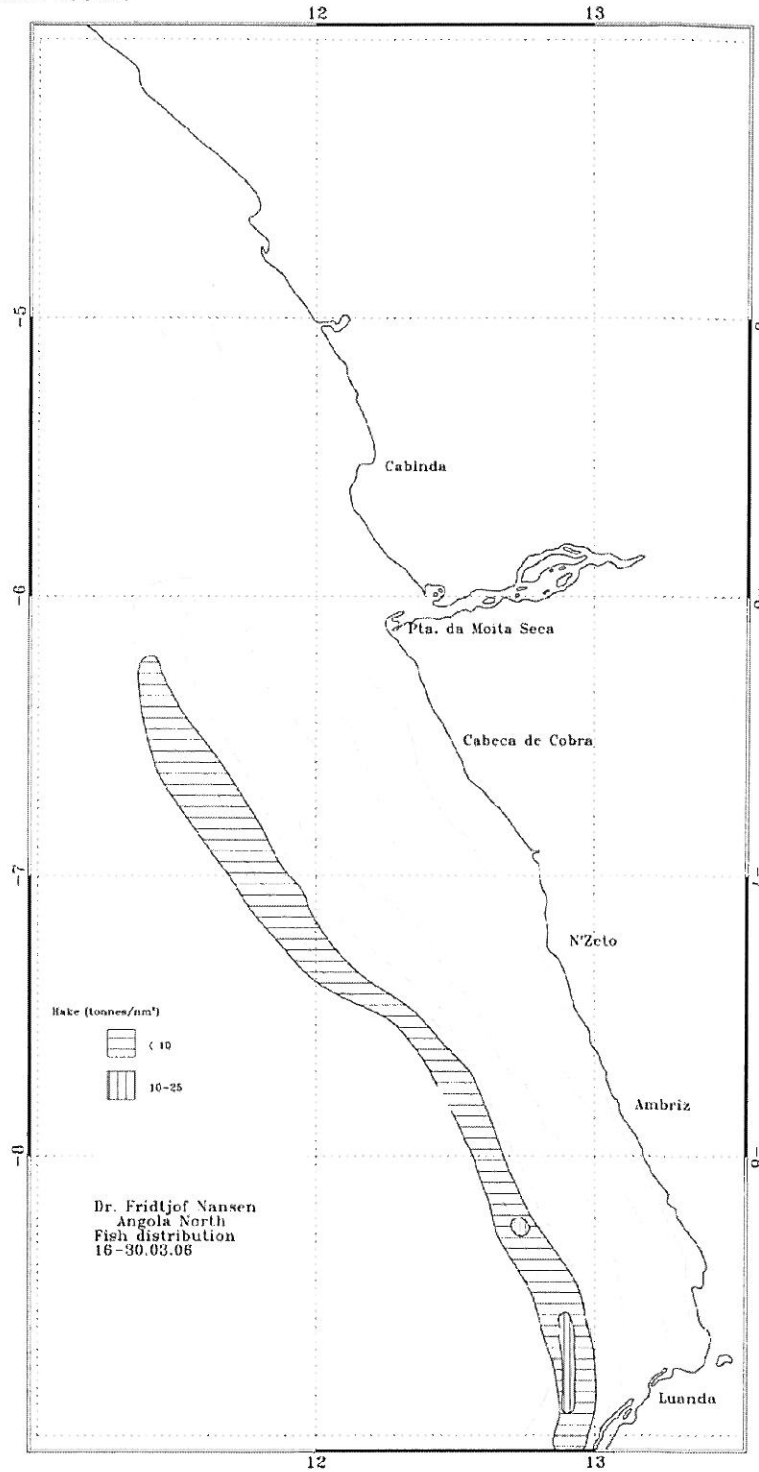 12 13
-5
Cabinda
-6
Pta. da Moita Seca
Cabeca de Cobra
-7
N'Zeto
Hake (tonnes/nm²)
< 10
10-25
Ambriz
-8
Dr. Fridtjof Nansen
Angola North
Fish distribution
16-30.03.06
Luanda
12 13